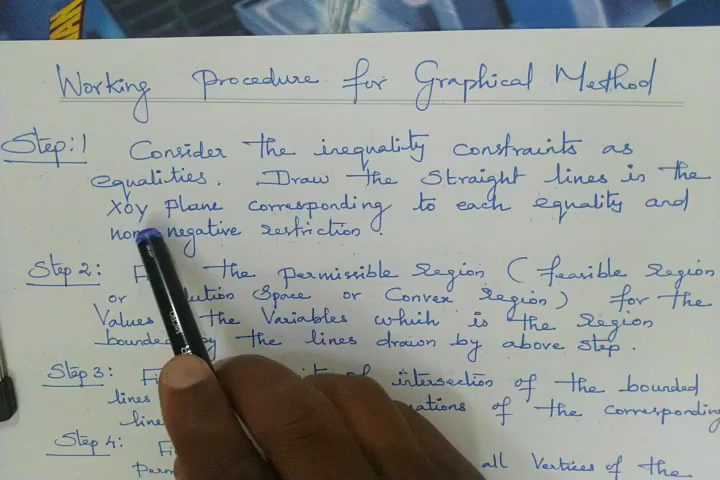 Working Procedure for Graphical Method
Step:1 Consider the inequality constraints as
equalities. Draw the straight lines in the
XOY Plane corresponding to each equality and
non negative restriction.
Step 2: the permissible region (feasible region
or Space or Convex region) for the
Values the Variables which is the region
bounded by the lines drawn by above step.
Step 3 of intersection of the bounded
lines of the corresponding
line
Step 4:
all Vertices of the